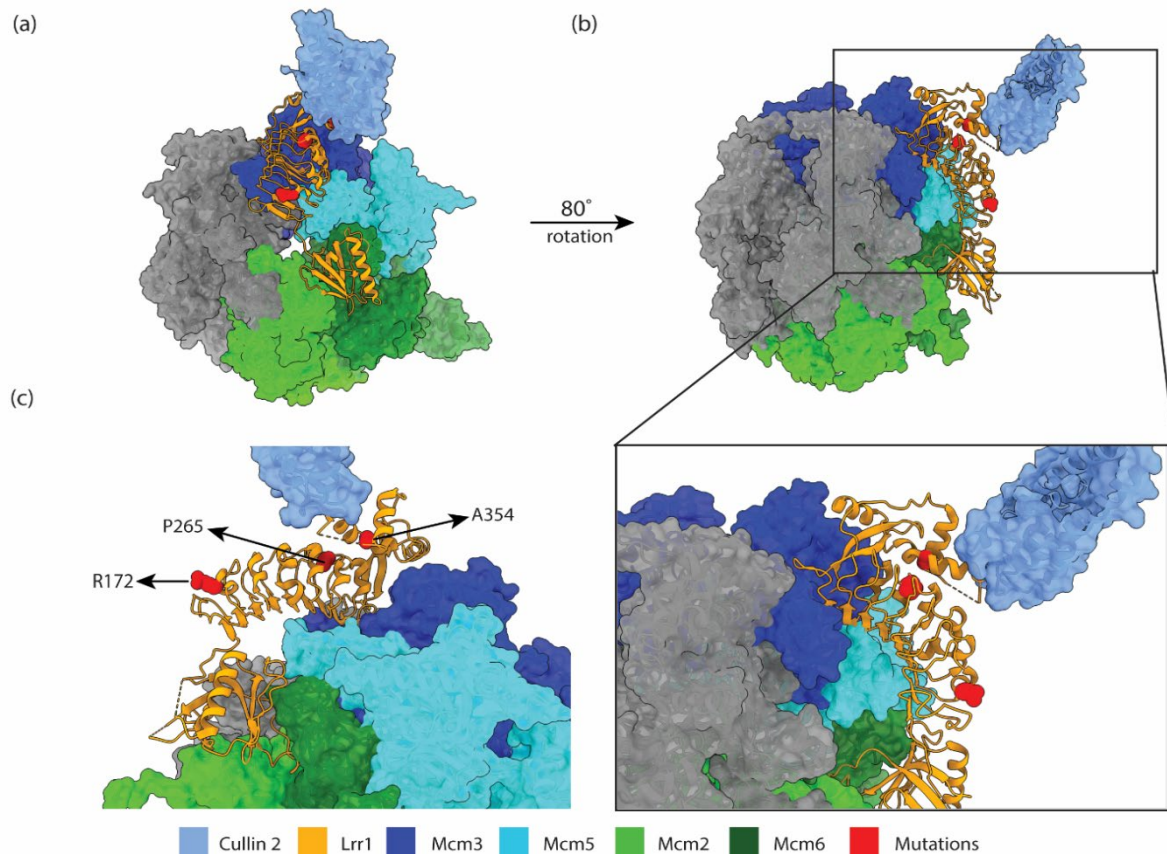 (a)
(b)
80°
rotation
(c)
P265
A354
R172
Cullin 2 Lrr1 Mcm3 Mcm5 Mcm2 Mcm6 Mutations